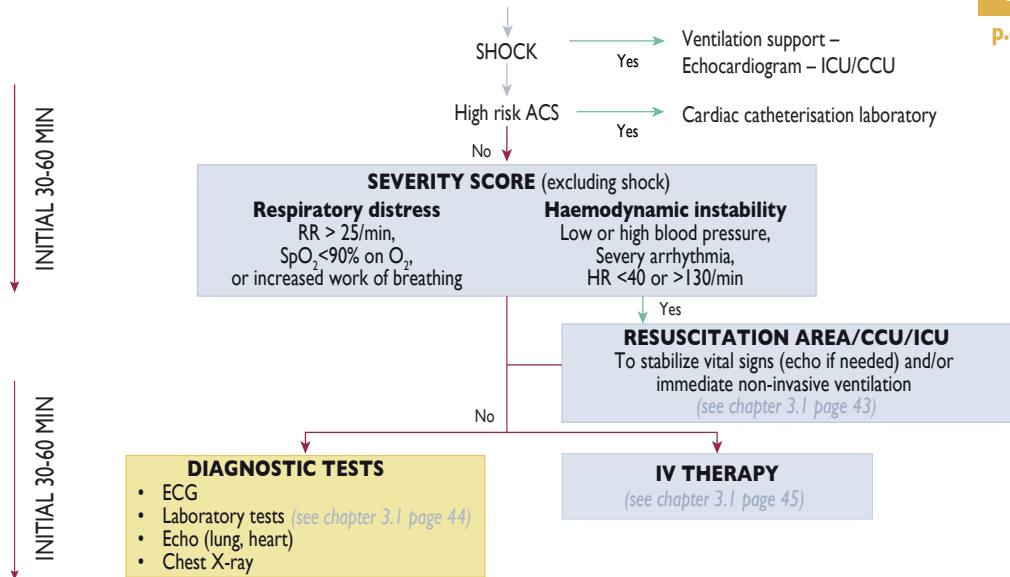 p.
SHOCK
Yes
Ventilation support –
Echocardiogram – ICU/CCU
High risk ACS
Yes
Cardiac catheterisation laboratory
No
INITIAL 30-60 MIN
SEVERITY SCORE (excluding shock)
Respiratory distress
RR > 25/min,
SpO₂<90% on O₂,
or increased work of breathing
Haemodynamic instability
Low or high blood pressure,
Severy arrhythmia,
HR <40 or >130/min
Yes
RESUSCITATION AREA/CCU/ICU
To stabilize vital signs (echo if needed) and/or
immediate non-invasive ventilation
(see chapter 3.1 page 43)
No
INITIAL 30-60 MIN
DIAGNOSTIC TESTS
• ECG
• Laboratory tests (see chapter 3.1 page 44)
• Echo (lung, heart)
• Chest X-ray
IV THERAPY
(see chapter 3.1 page 45)